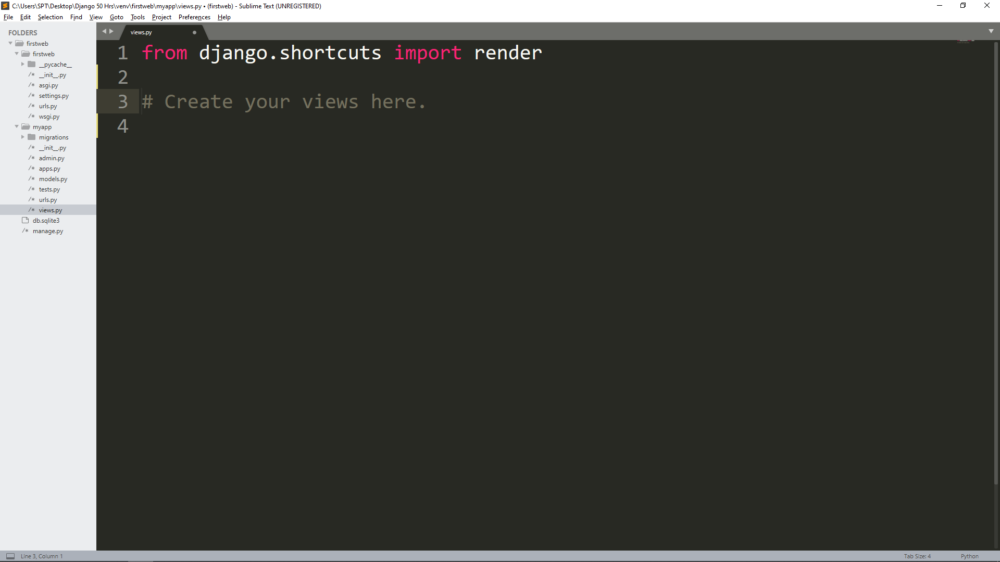 C:\Users\SPT\Desktop\Django 50 Hrs\venv\firstweb\myapp\views.py • (firstweb) - Sublime Text (UNREGISTERED)
File Edit Selection Find View Goto Tools Project Preferences Help
FOLDERS
firstweb
firstweb
__pycache__
/* __init__.py
/* asgi.py
/* settings.py
/* urls.py
/* wsgi.py
myapp
migrations
/* __init__.py
/* admin.py
/* apps.py
/* models.py
/* tests.py
/* urls.py
/* views.py
db.sqlite3
/* manage.py
views.py
1 from django.shortcuts import render
2
3 # Create your views here.
4
Line 3, Column 1
Tab Size: 4
Python